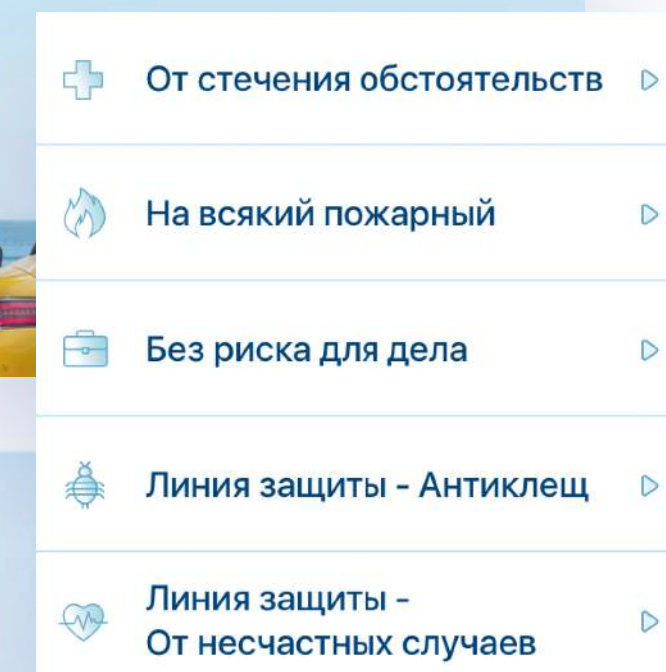 От стечения обстоятельств
На всякий пожарный
Без риска для дела
Линия защиты - Антиклещ
Линия защиты -
От несчастных случаев